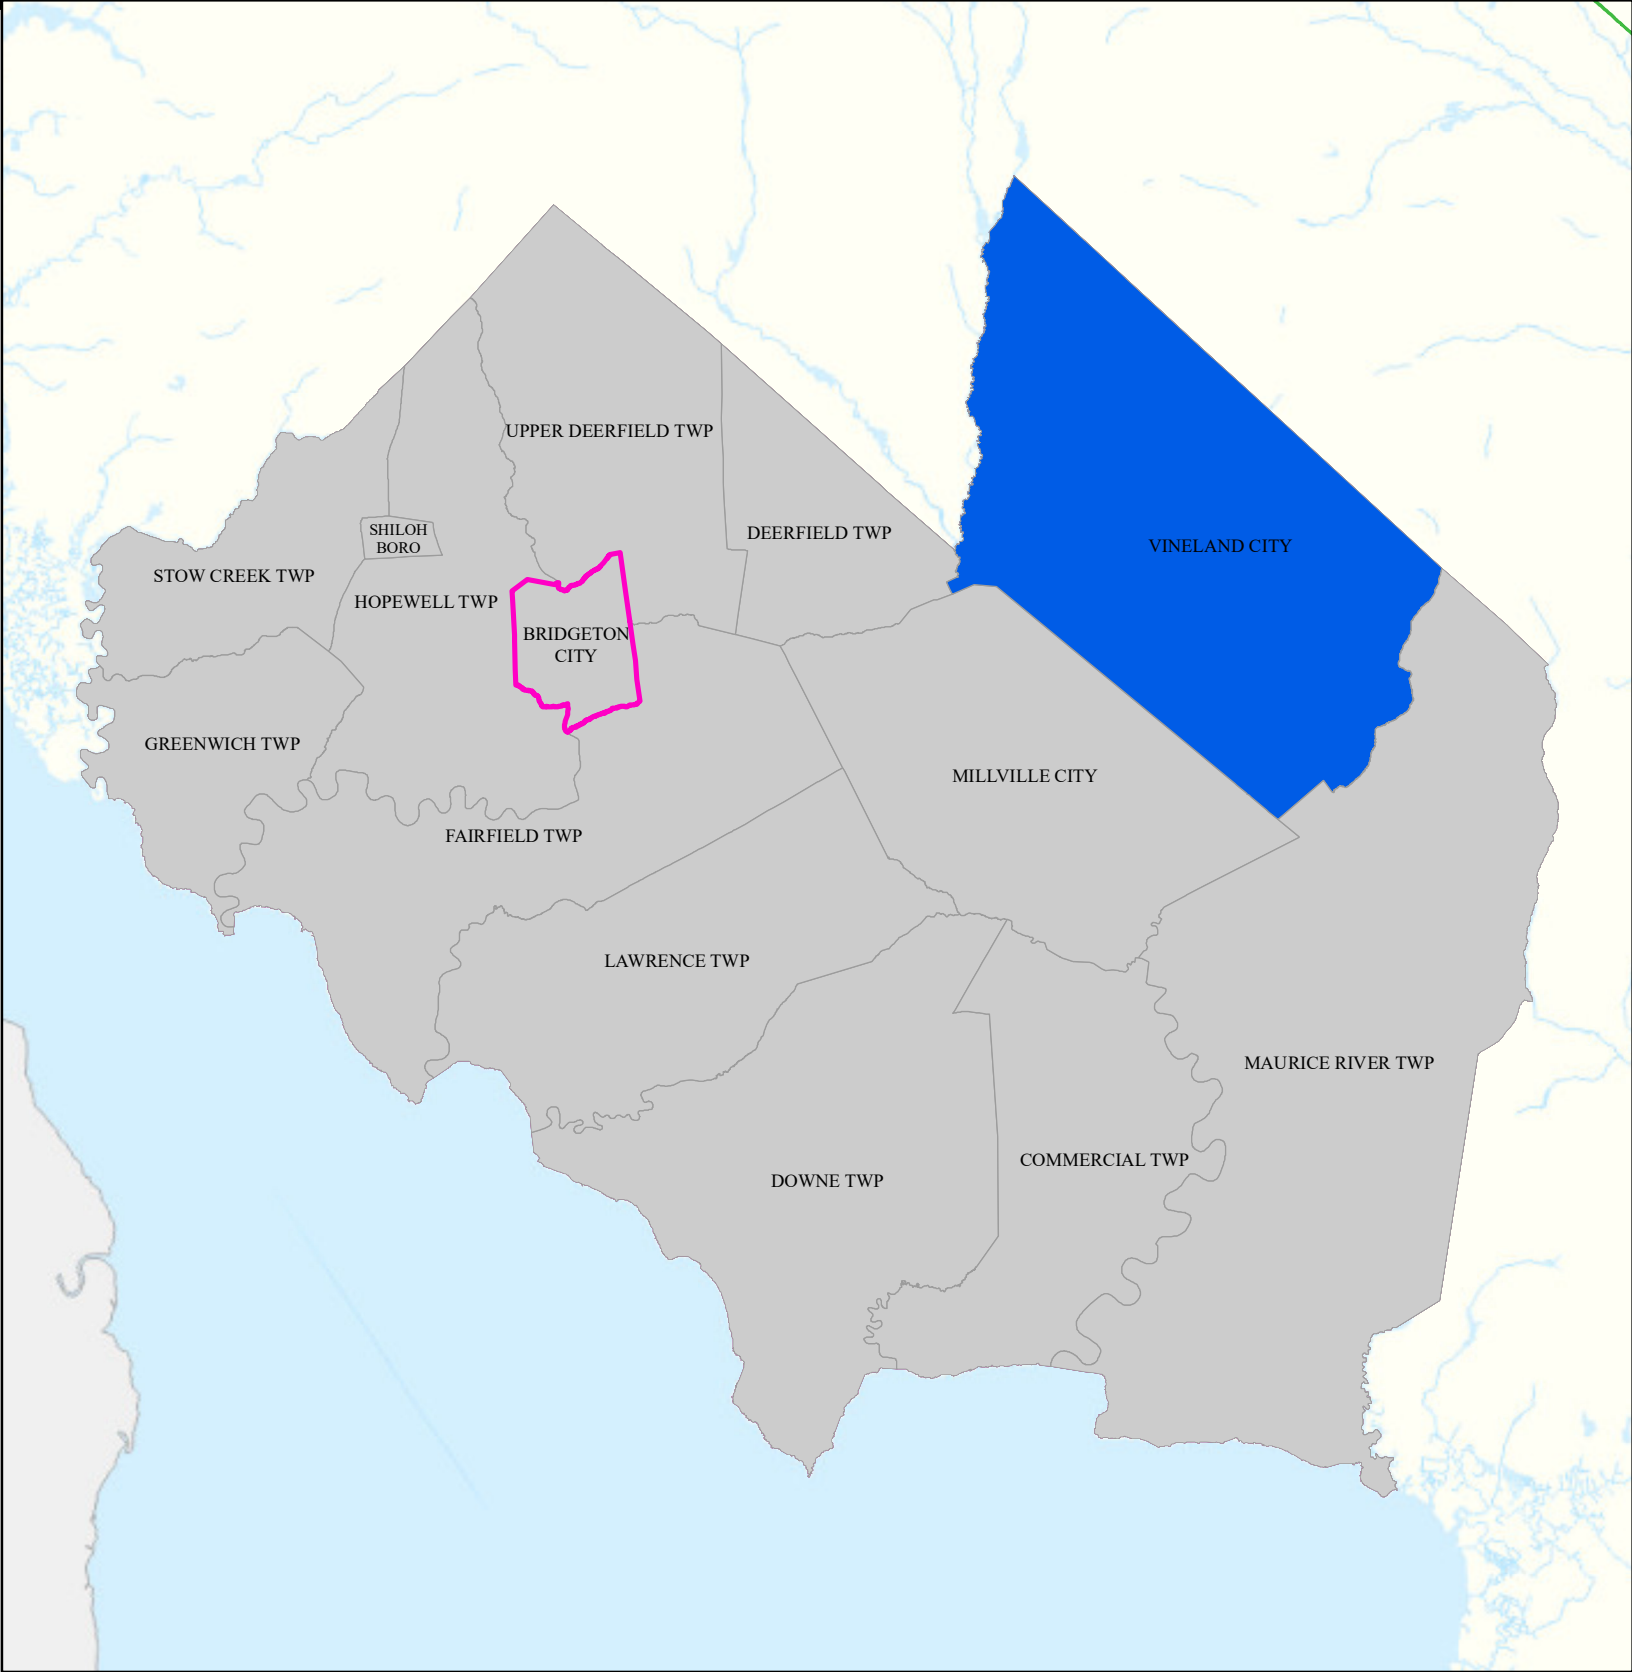 UPPER DEERFIELD TWP
SHILOH
BORO
DEERFIELD TWP
VINELAND CITY
STOW CREEK TWP
HOPEWELL TWP
BRIDGETON
CITY
GREENWICH TWP
MILLVILLE CITY
FAIRFIELD TWP
LAWRENCE TWP
MAURICE RIVER TWP
COMMERCIAL TWP
DOWNE TWP